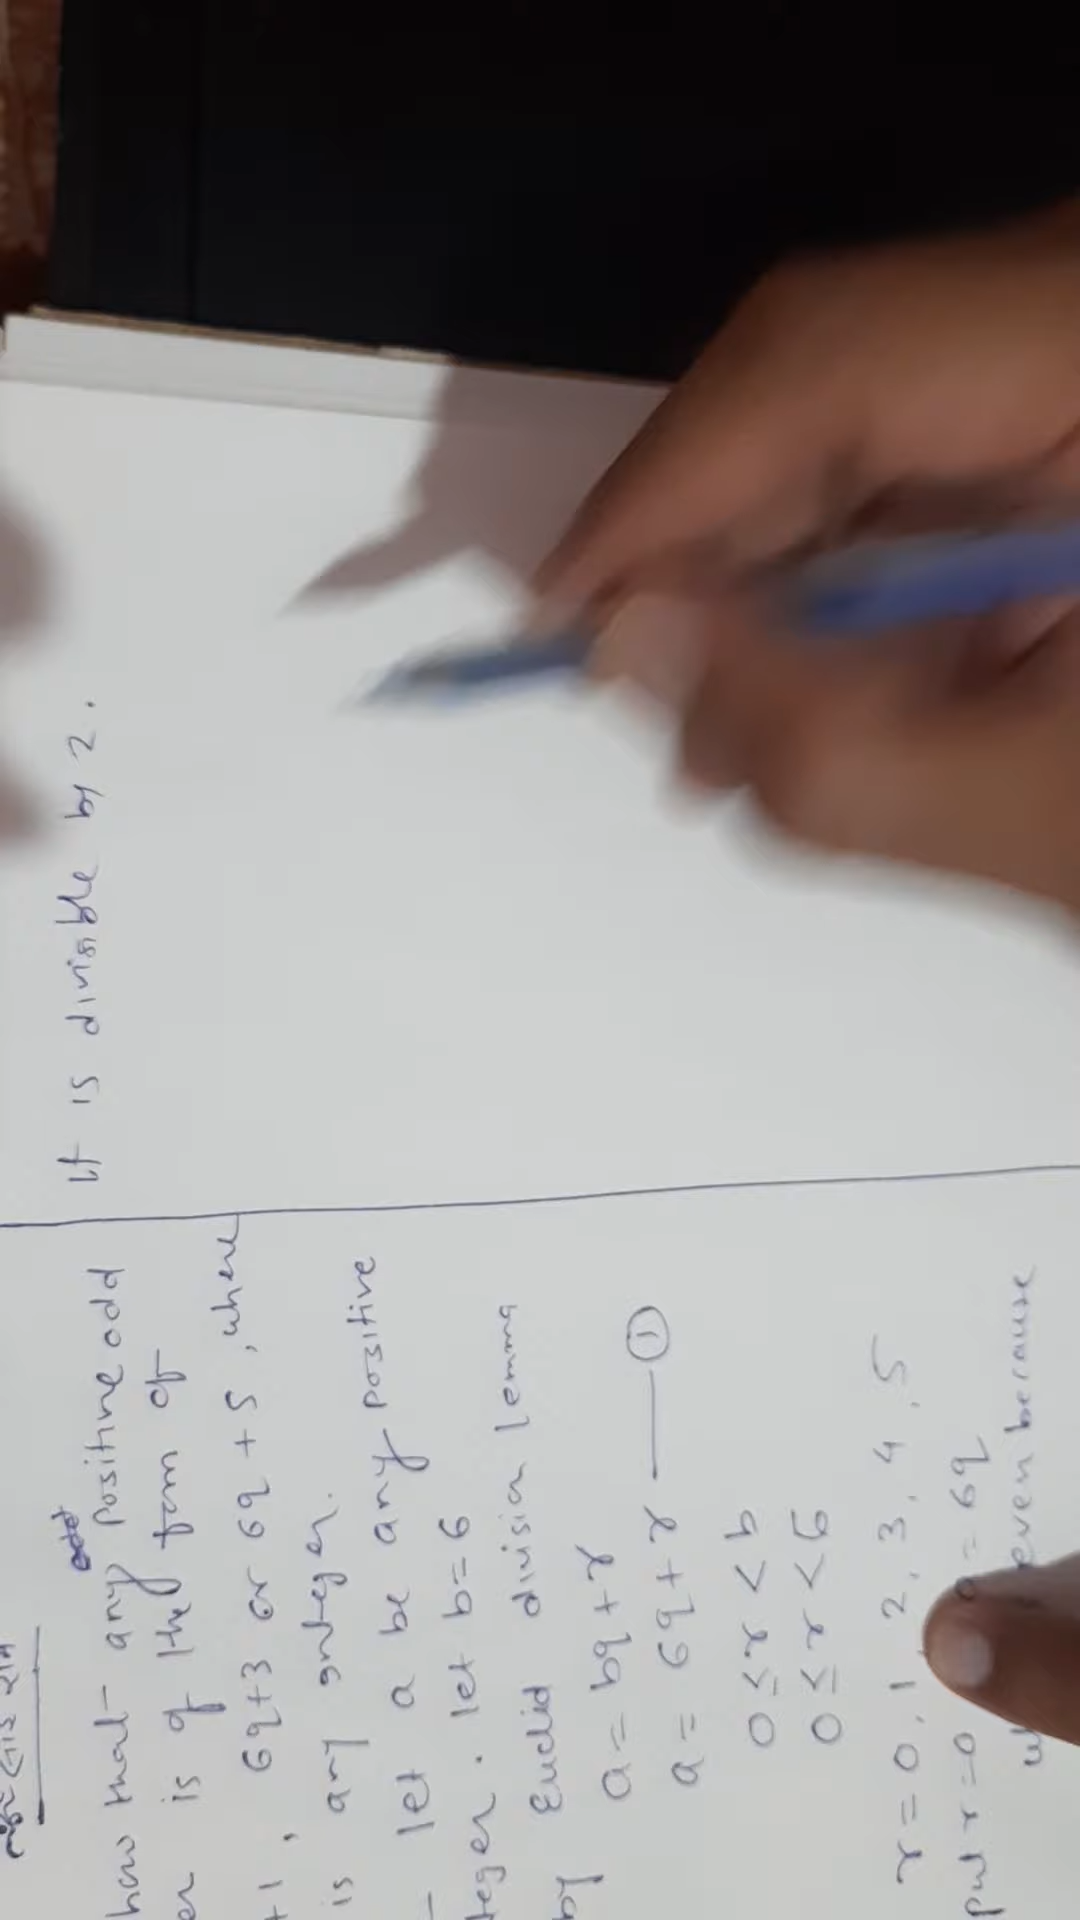 how that any positive odd
is of the form of
+1, 6q+3 or 6q+5, where
is any integer.
let a be any positive
teger. let b=6
by Euclid division lemma
a = bq+r
a = 6q+r — ①
0≤r<b
0≤r<6
r=0,1 2,3,4,5
put r=0 = 6q
even because
it is divisible by 2.